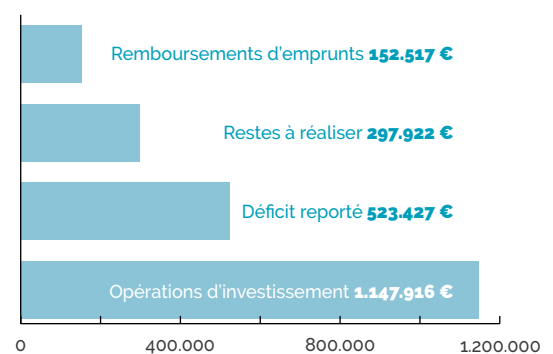 Remboursements d'emprunts 152.517 €
Restes à réaliser 297.922 €
Déficit reporté 523.427 €
Opérations d'investissement 1.147.916 €
0 400.000 800.000 1.200.000